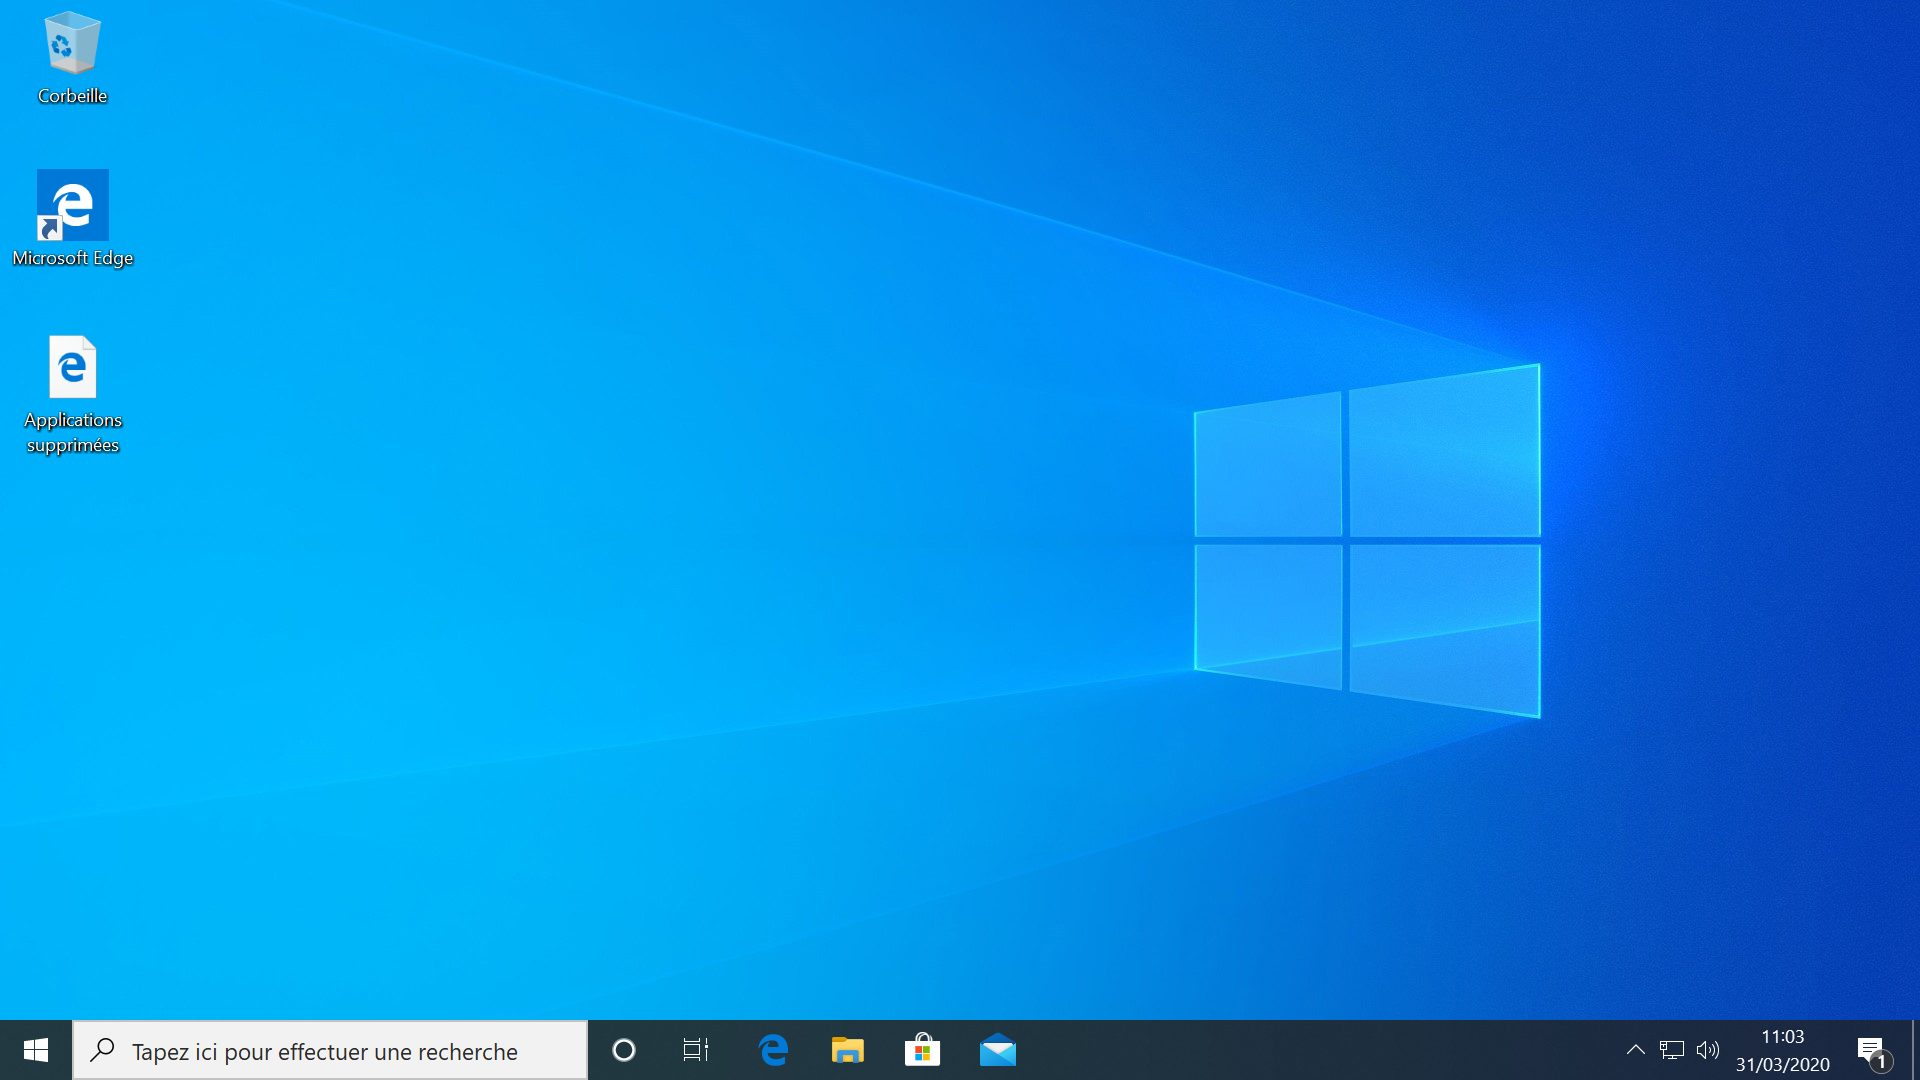 Corbeille
Microsoft Edge
Applications
supprimées
Tapez ici pour effectuer une recherche
11:03
31/03/2020
1